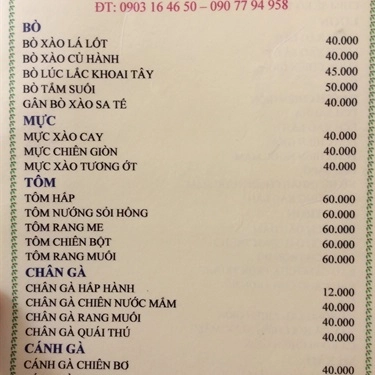 ĐT: 0903 16 46 50 – 090 77 94 958
BÒ
BÒ XÀO LÁ LỐT 40.000
BÒ XÀO CÙ HÀNH 40.000
BÒ LÚC LẮC KHOAI TÂY 45.000
BÒ TẮM SUỐI 50.000
GÂN BÒ XÀO SA TẾ 40.000
MỰC
MỰC XÀO CAY 40.000
MỰC CHIÊN GIÒN 40.000
MỰC XÀO TƯƠNG ỚT 40.000
TÔM
TÔM HẤP 60.000
TÔM NƯỚNG SÓI HÔNG 60.000
TÔM RANG ME 60.000
TÔM CHIÊN BỘT 60.000
TÔM RANG MUỐI 60.000
CHÂN GÀ
CHÂN GÀ HẤP HÀNH 12.000
CHÂN GÀ CHIÊN NƯỚC MẮM 40.000
CHÂN GÀ RANG MUỐI 40.000
CHÂN GÀ QUÁI THÚ 40.000
CÁNH GÀ
CÁNH GÀ CHIÊN BƠ 40.000